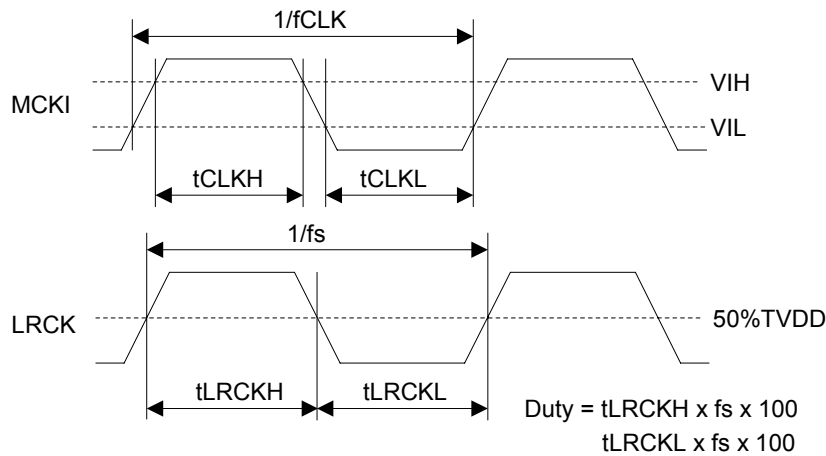 1/fCLK
VIH
MCKI
VIL
tCLKH
tCLKL
1/fs
LRCK
50%TVDD
tLRCKH
tLRCKL
Duty = tLRCKH x fs x 100
tLRCKL x fs x 100